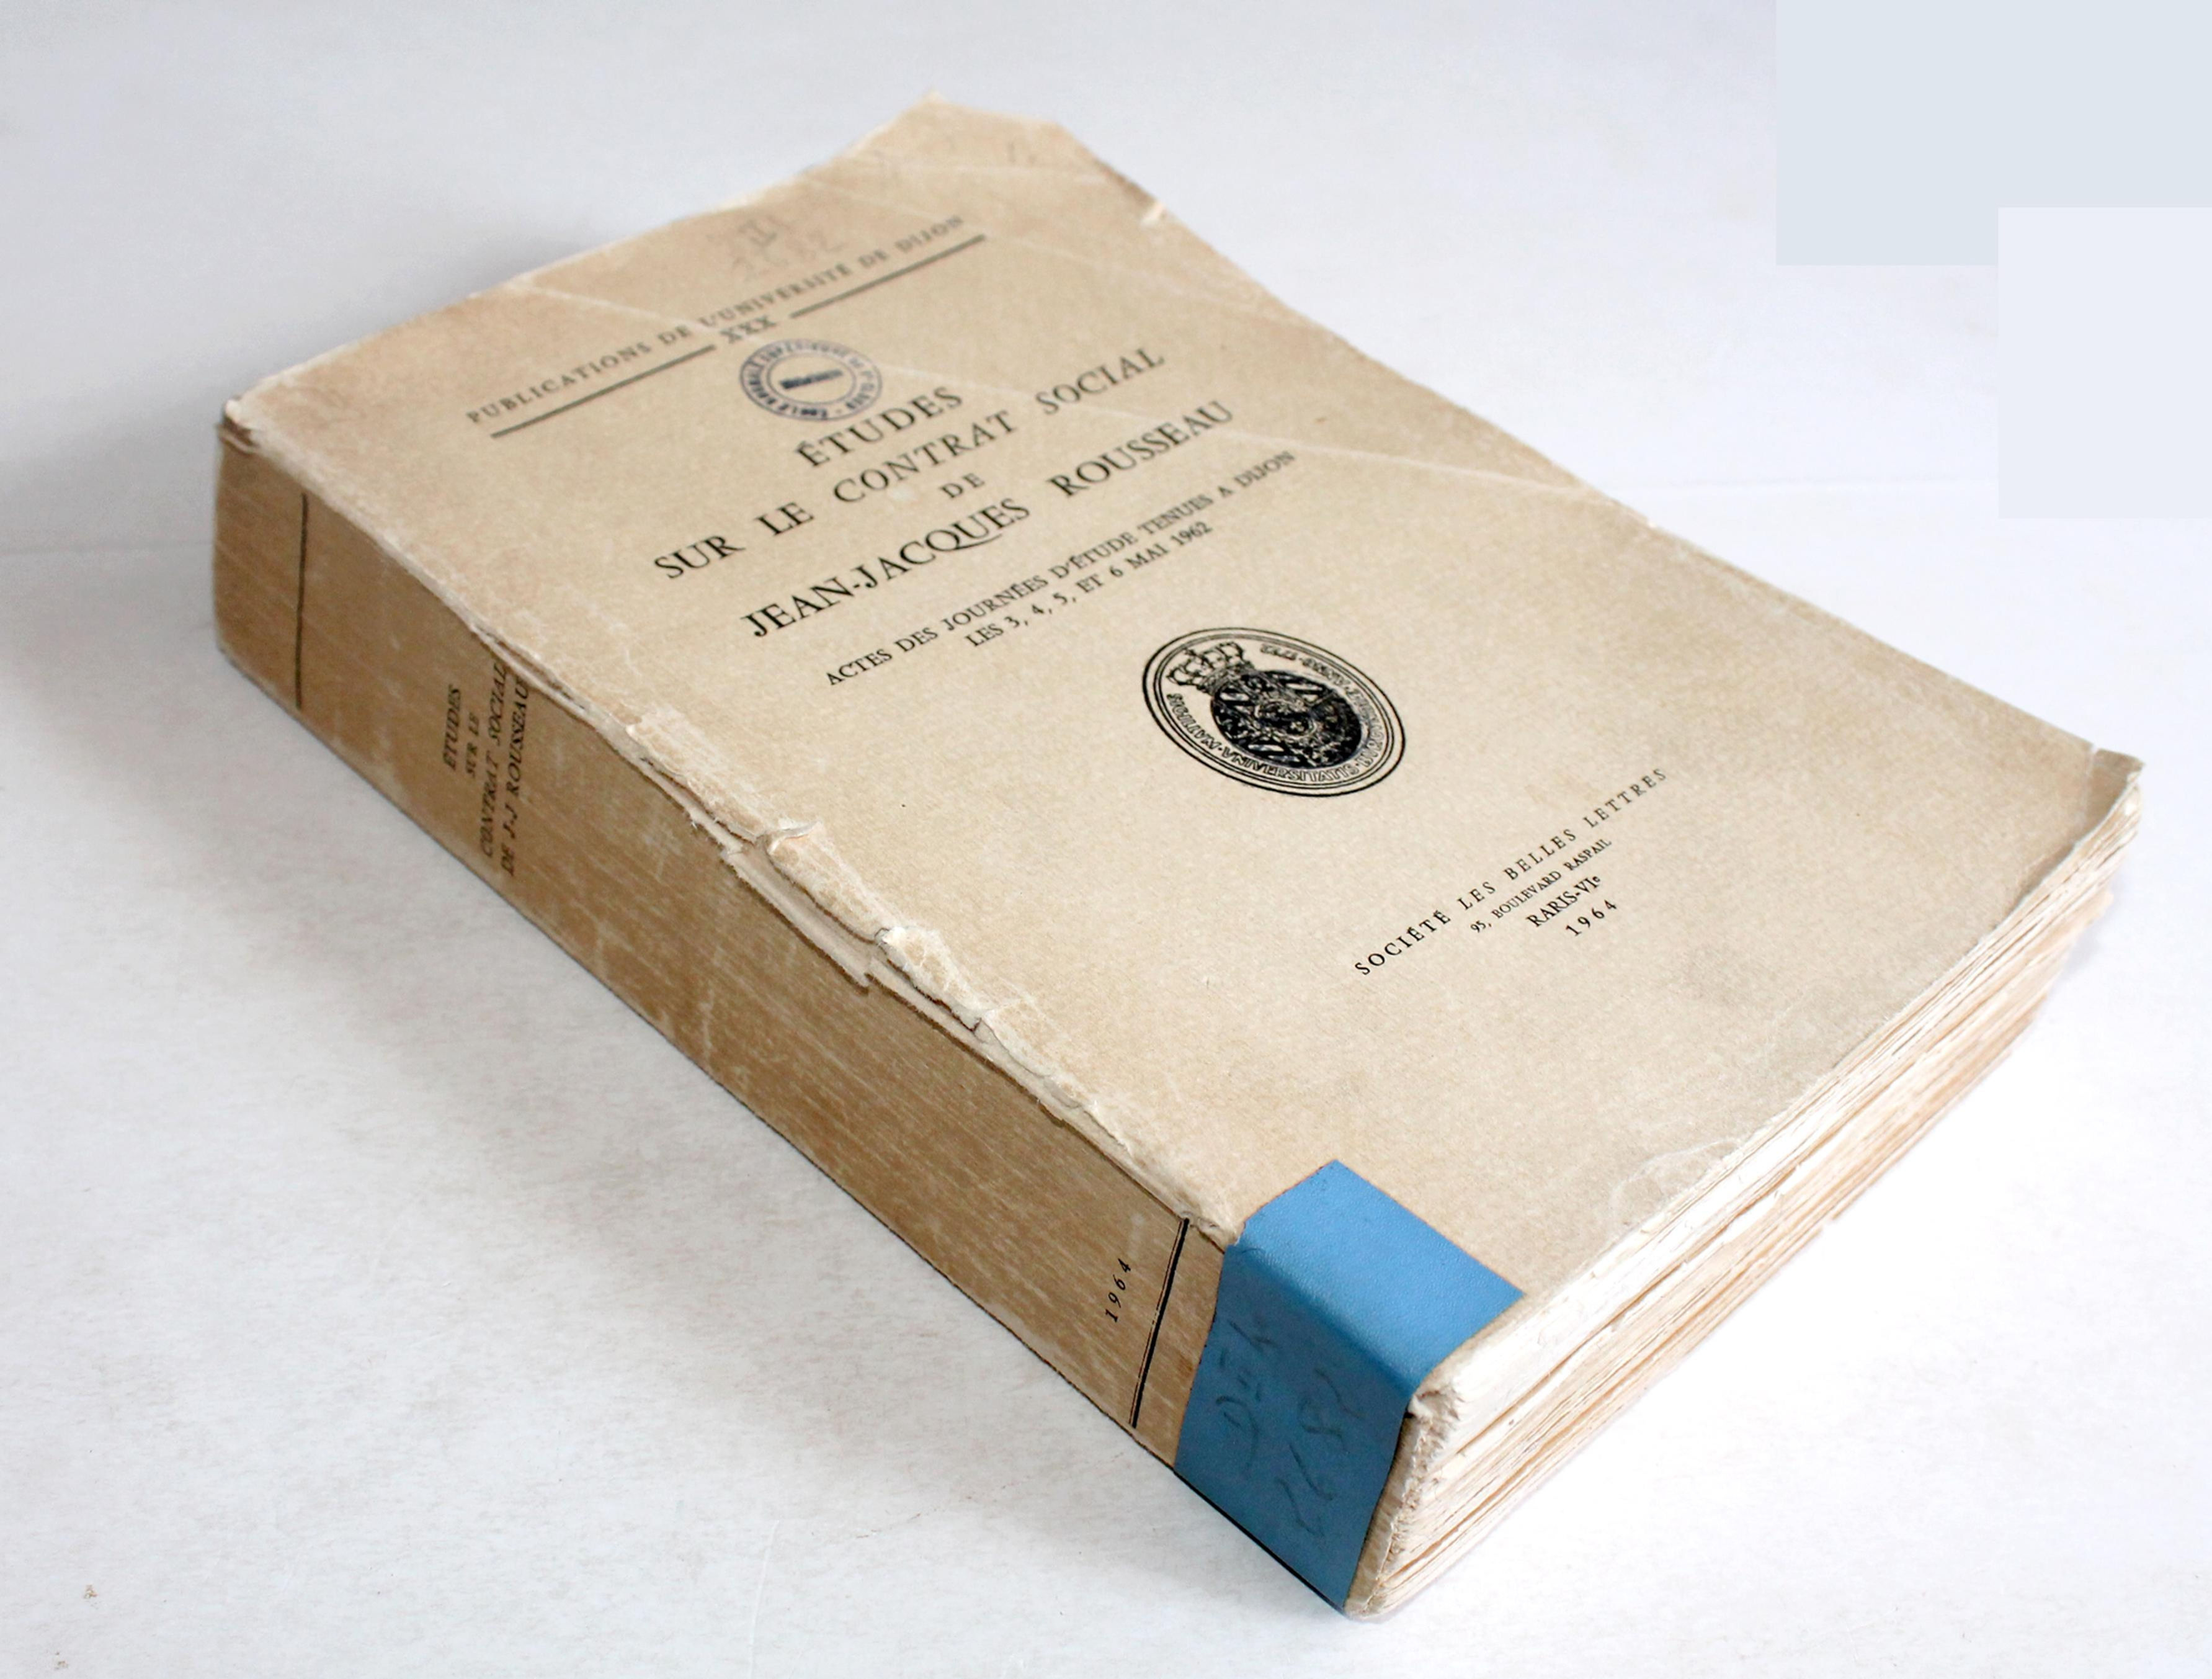 PUBLICATIONS DE L'UNIVERSITÉ DE DIJON
XXX
ÉTUDES
SUR LE CONTRAT SOCIAL
DE
JEAN-JACQUES ROUSSEAU
ACTES DES JOURNÉES D'ÉTUDE TENUES A DIJON
LES 3, 4, 5, ET 6 MAI 1962
SOCIÉTÉ LES BELLES LETTRES
95, BOULEVARD RASPAIL
PARIS-VIe
1964
ÉTUDES
SUR LE
CONTRAT SOCIAL
DE J.-J ROUSSEAU
1964